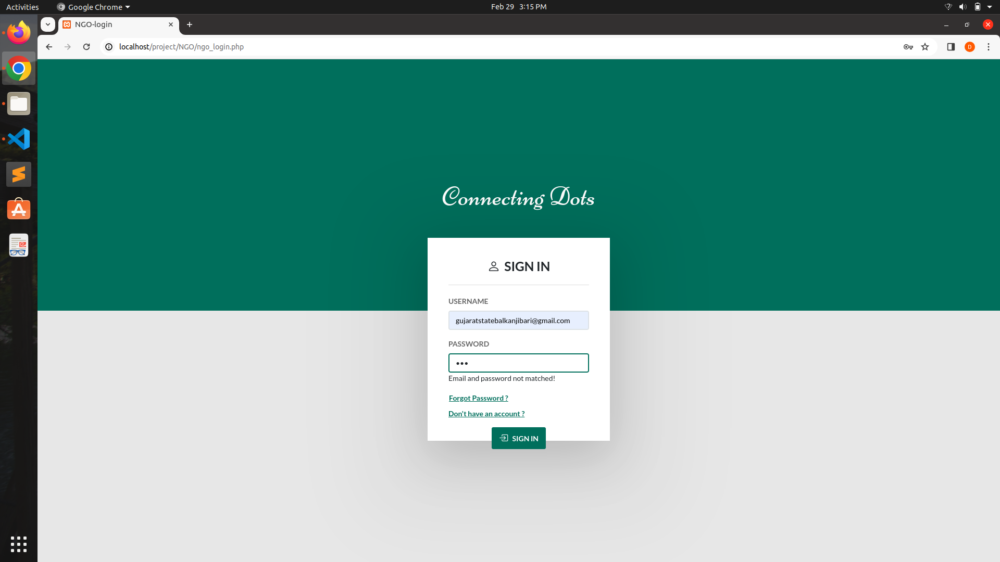 Activities
Google Chrome
Feb 29 3:15 PM
NGO-login
localhost/project/NGO/ngo_login.php
D
Connecting Dots
SIGN IN
USERNAME
gujaratstatebalkanjibari@gmail.com
PASSWORD
•••
Email and password not matched!
Forgot Password ?
Don't have an account ?
SIGN IN